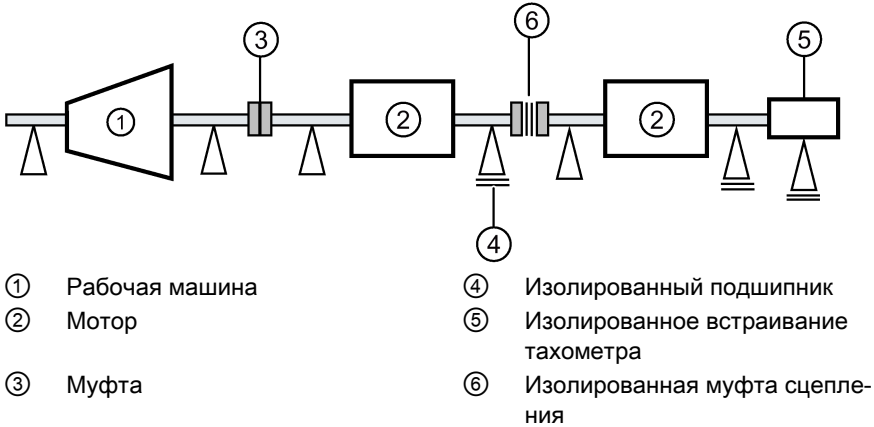 ③ ⑥ ⑤
① ② ②
④
① Рабочая машина ④ Изолированный подшипник
② Мотор ⑤ Изолированное встраивание
тахометра
③ Муфта ⑥ Изолированная муфта сцепле-
ния